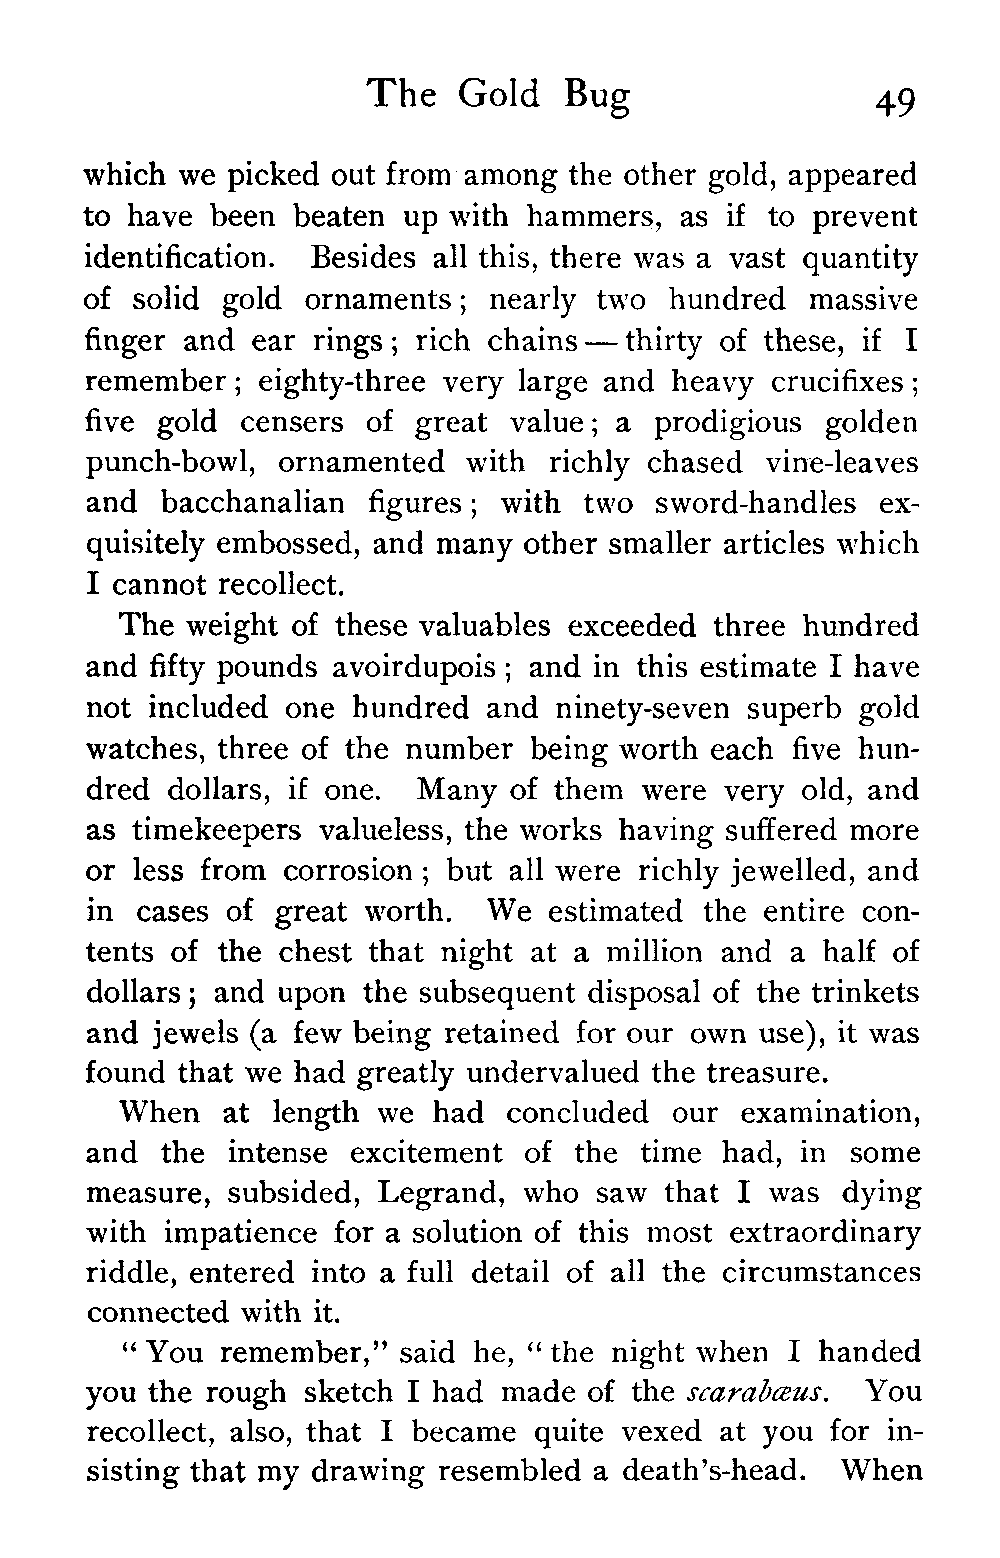 The Gold Bug 49
which we picked out from among the other gold, appeared
to have been beaten up with hammers, as if to prevent
identification. Besides all this, there was a vast quantity
of solid gold ornaments; nearly two hundred massive
finger and ear rings; rich chains — thirty of these, if I
remember; eighty-three very large and heavy crucifixes;
five gold censers of great value; a prodigious golden
punch-bowl, ornamented with richly chased vine-leaves
and bacchanalian figures; with two sword-handles ex-
quisitely embossed, and many other smaller articles which
I cannot recollect.
The weight of these valuables exceeded three hundred
and fifty pounds avoirdupois; and in this estimate I have
not included one hundred and ninety-seven superb gold
watches, three of the number being worth each five hun-
dred dollars, if one. Many of them were very old, and
as timekeepers valueless, the works having suffered more
or less from corrosion; but all were richly jewelled, and
in cases of great worth. We estimated the entire con-
tents of the chest that night at a million and a half of
dollars; and upon the subsequent disposal of the trinkets
and jewels (a few being retained for our own use), it was
found that we had greatly undervalued the treasure.
When at length we had concluded our examination,
and the intense excitement of the time had, in some
measure, subsided, Legrand, who saw that I was dying
with impatience for a solution of this most extraordinary
riddle, entered into a full detail of all the circumstances
connected with it.
"You remember," said he, "the night when I handed
you the rough sketch I had made of the scarabæus. You
recollect, also, that I became quite vexed at you for in-
sisting that my drawing resembled a death's-head. When